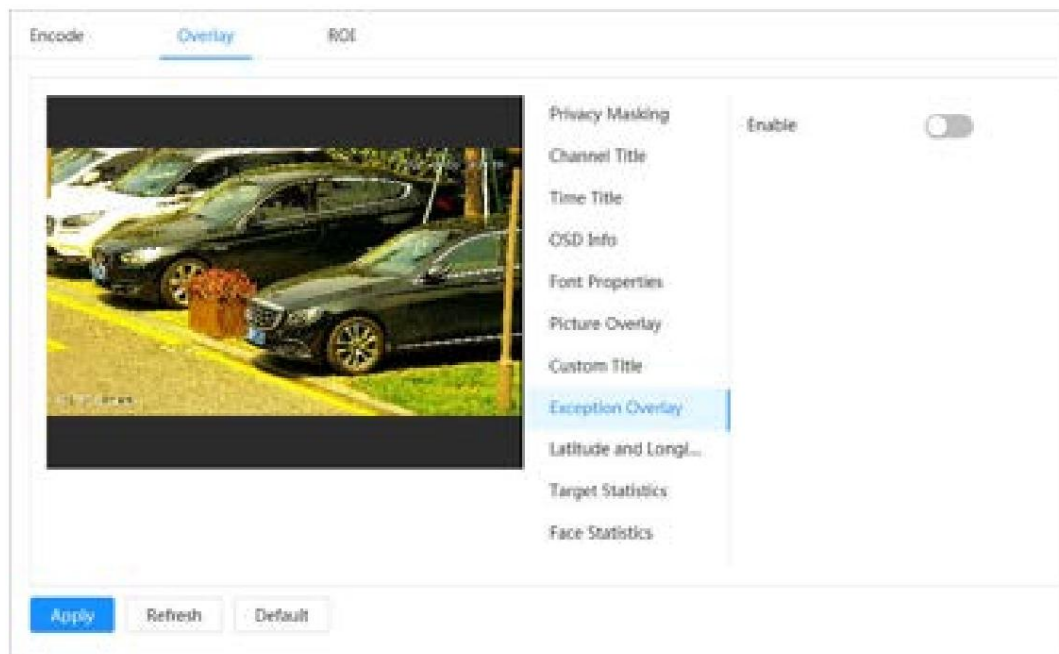 Encode Overlay ROI
Privacy Masking
Enable
Channel Title
Time Title
OSD Info
Font Properties
Picture Overlay
Custom Title
Exception Overlay
Latitude and Longi...
Target Statistics
Face Statistics
Apply Refresh Default